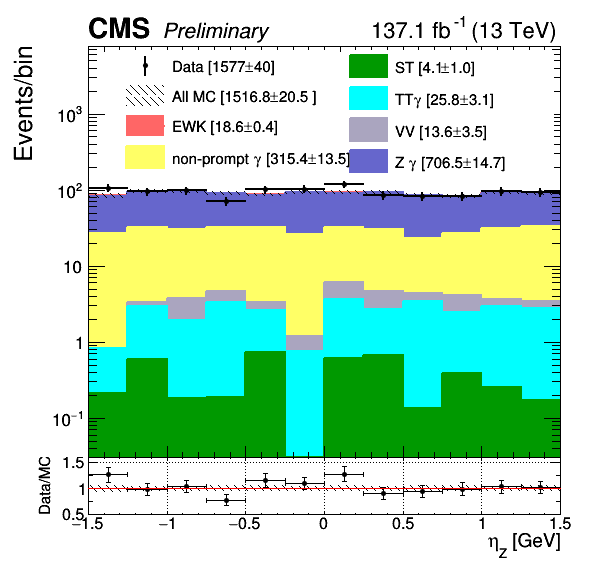 CMS Preliminary 137.1 fb⁻¹ (13 TeV)
Events/bin
Data [1577±40]
All MC [1516.8±20.5 ]
EWK [18.6±0.4]
non-prompt γ [315.4±13.5]
ST [4.1±1.0]
TTγ [25.8±3.1]
VV [13.6±3.5]
Z γ [706.5±14.7]
10³
10²
10
1
10⁻¹
Data/MC
1.5
1
0.5
−1.5 −1 −0.5 0 0.5 1 1.5
η_Z [GeV]